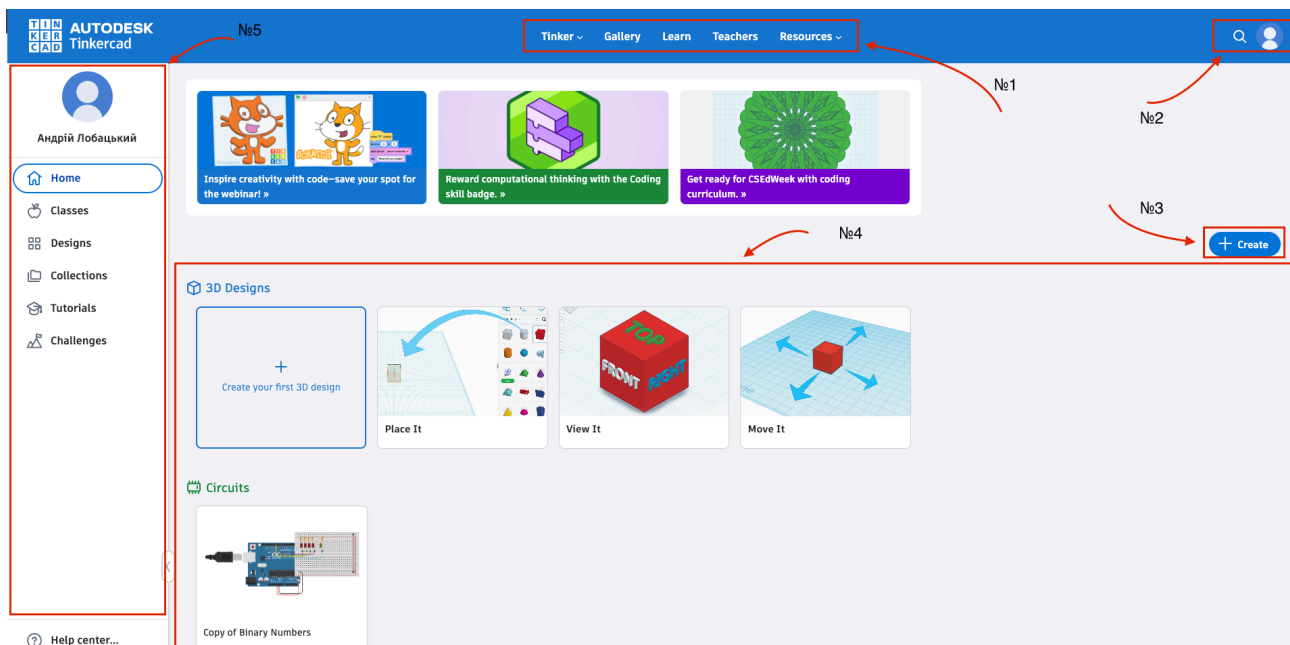 TIN
KER
CAD
AUTODESK
Tinkercad
№5
Tinker
Gallery
Learn
Teachers
Resources
№1
№2
Андрій Лобацький
Home
Classes
Designs
Collections
Tutorials
Challenges
Help center...
SCRATCH
Inspire creativity with code—save your spot for
the webinar! »
Reward computational thinking with the Coding
skill badge. »
Get ready for CSEdWeek with coding
curriculum. »
№3
№4
+ Create
3D Designs
+
Create your first 3D design
Place It
TOP
FRONT
RIGHT
View It
Move It
Circuits
Copy of Binary Numbers